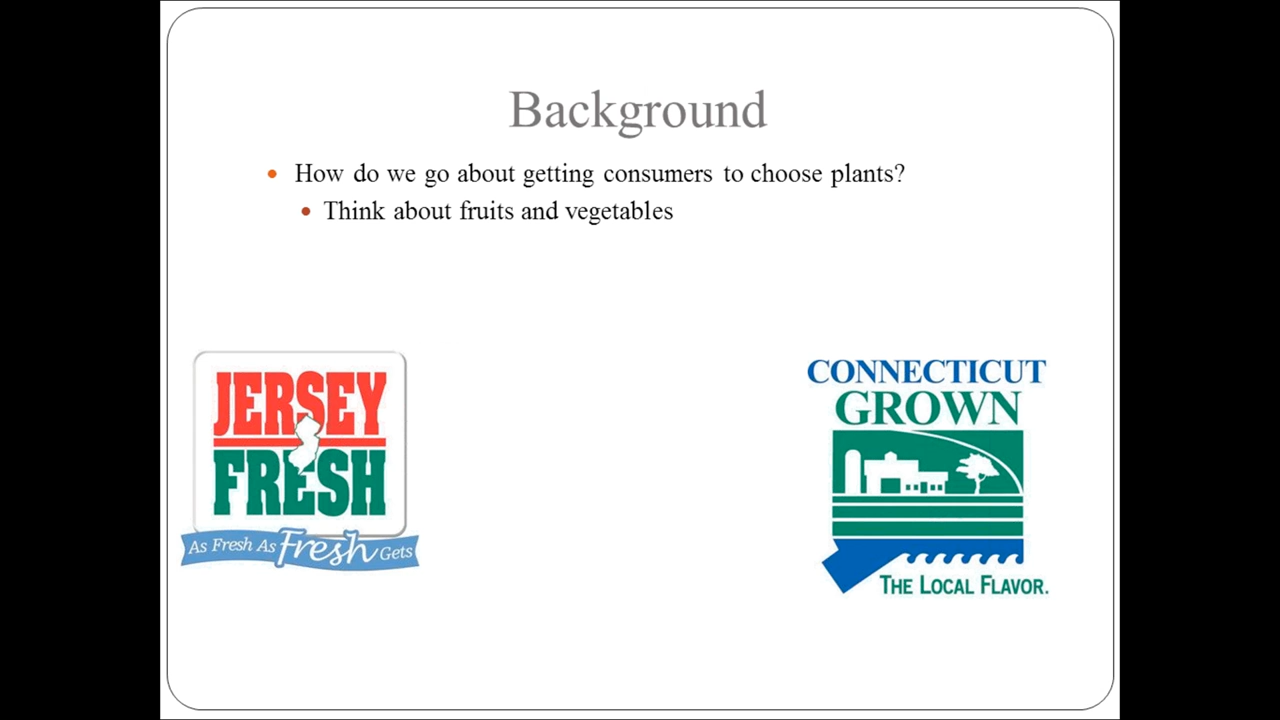 Background
How do we go about getting consumers to choose plants?
Think about fruits and vegetables
JERSEY
FRESH
As Fresh As Fresh Gets
CONNECTICUT
GROWN
THE LOCAL FLAVOR.